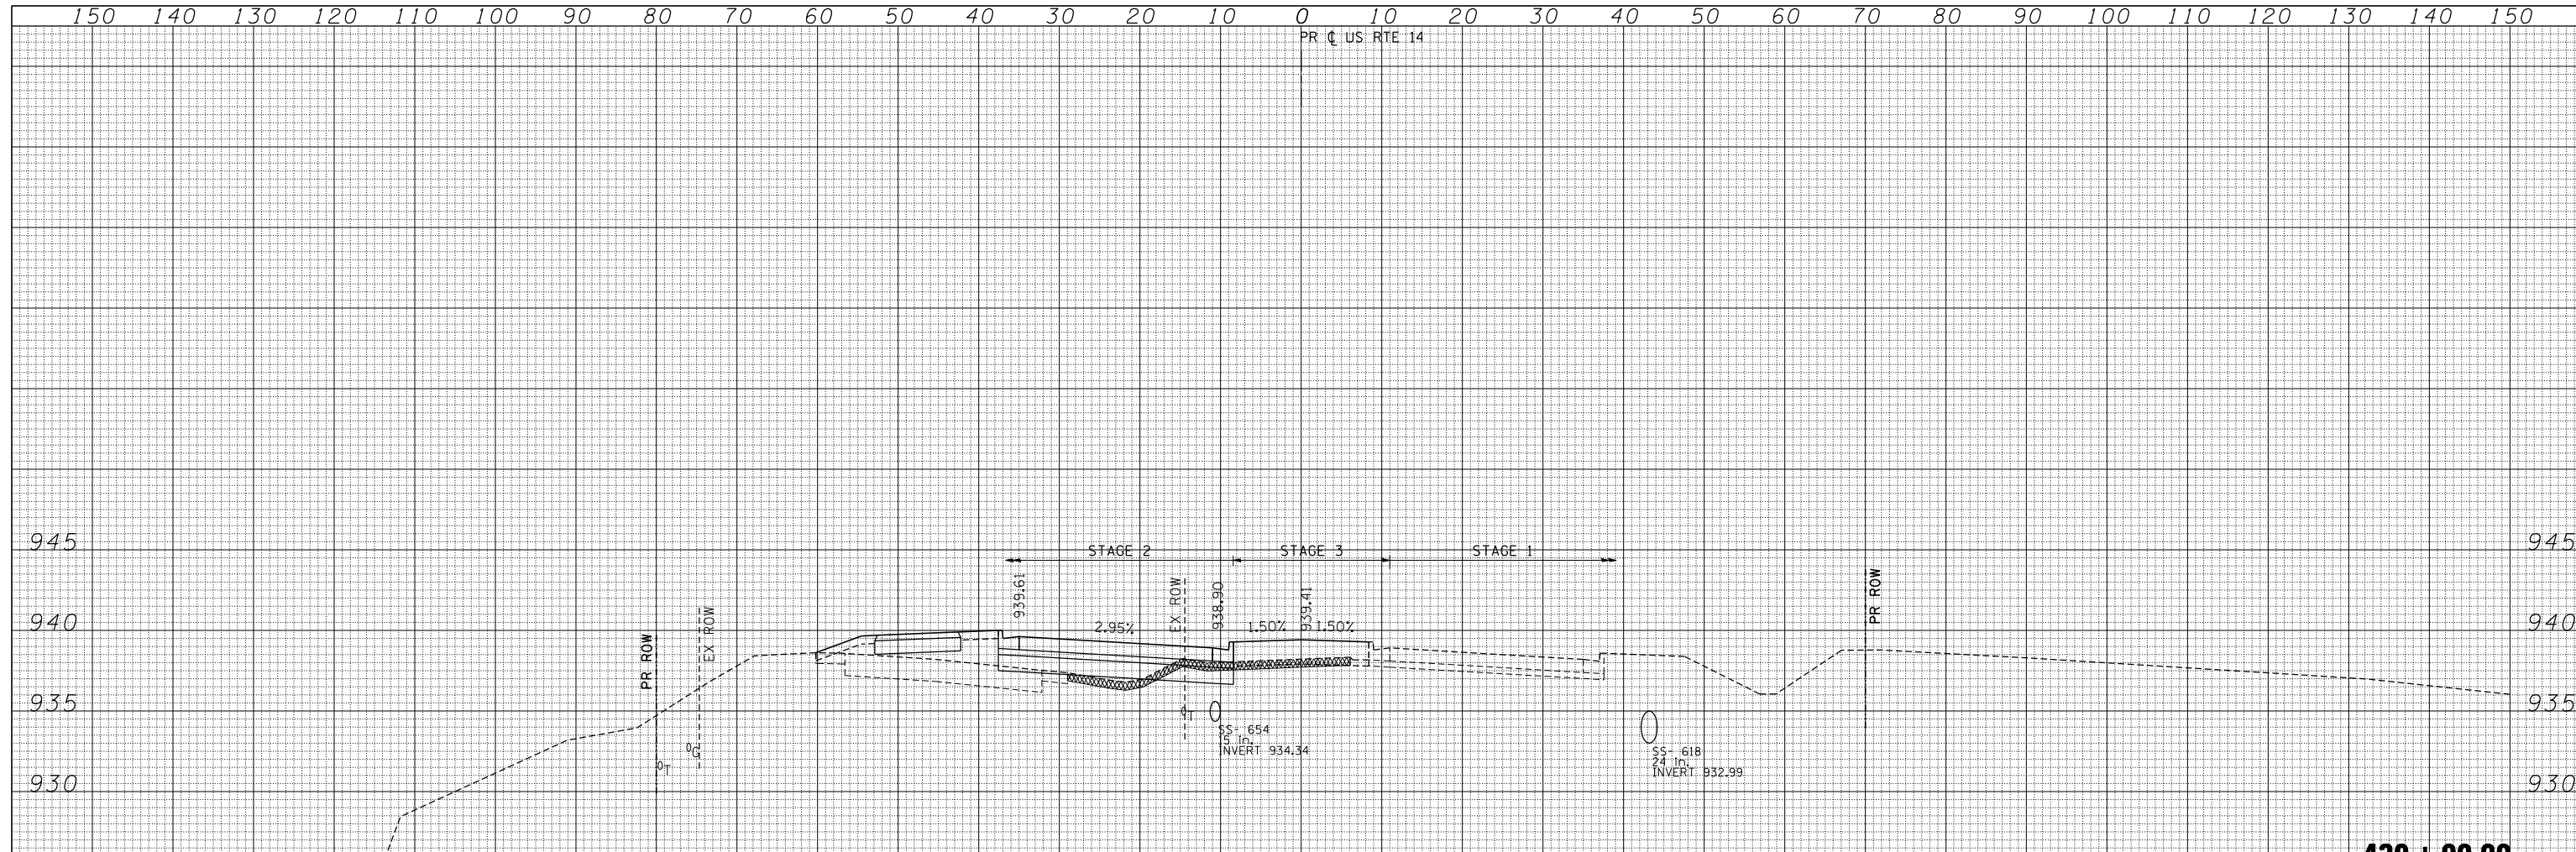 150 140 130 120 110 100 90 80 70 60 50 40 30 20 10 0 10 20 30 40 50 60 70 80 90 100 110 120 130 140 150
PR ℄ US RTE 14
945 945
STAGE 2 STAGE 3 STAGE 1
940 940
PR ROW
EX ROW
939.61
2.95%
EX ROW
938.90
1.50%
939.41
1.50%
PR ROW
935 935
T
SS- 654
15 in.
INVERT 934.34
G
T
SS- 618
24 in.
INVERT 932.99
930 930